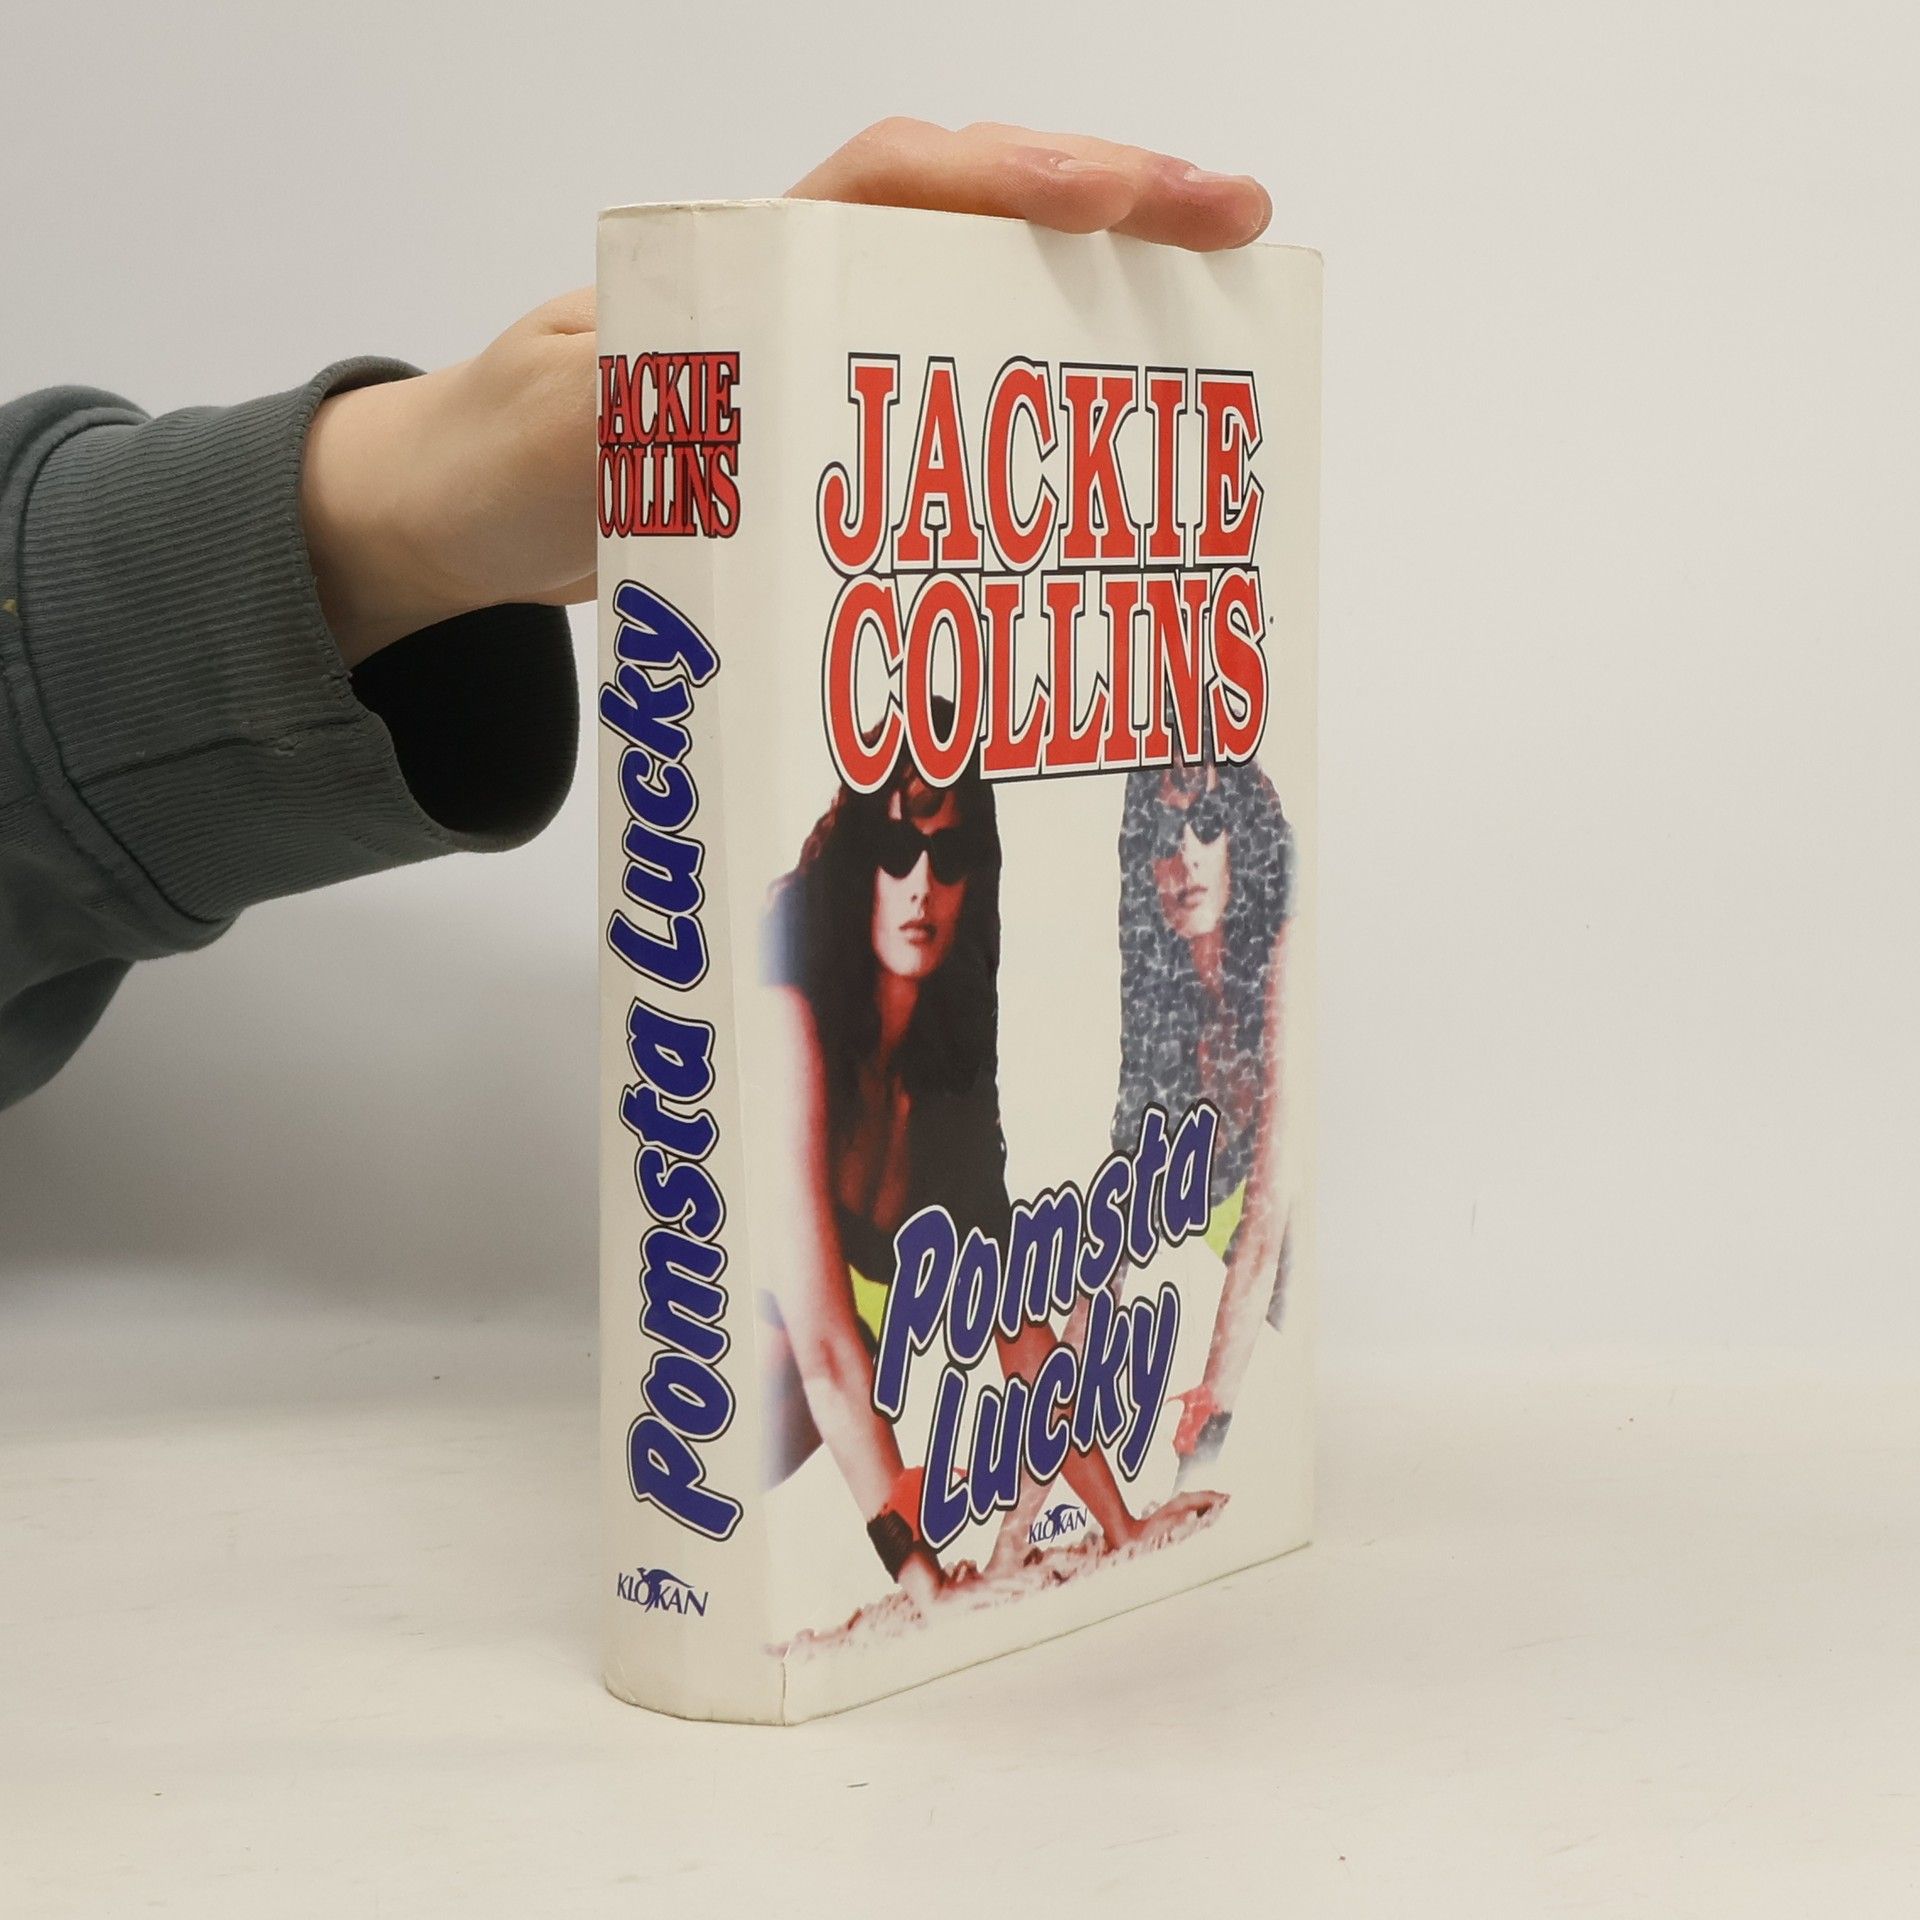 JACKIE
COLLINS
Pomsta Lucky
KLOKAN
JACKIE
COLLINS
Pomsta
Lucky
KLOKAN